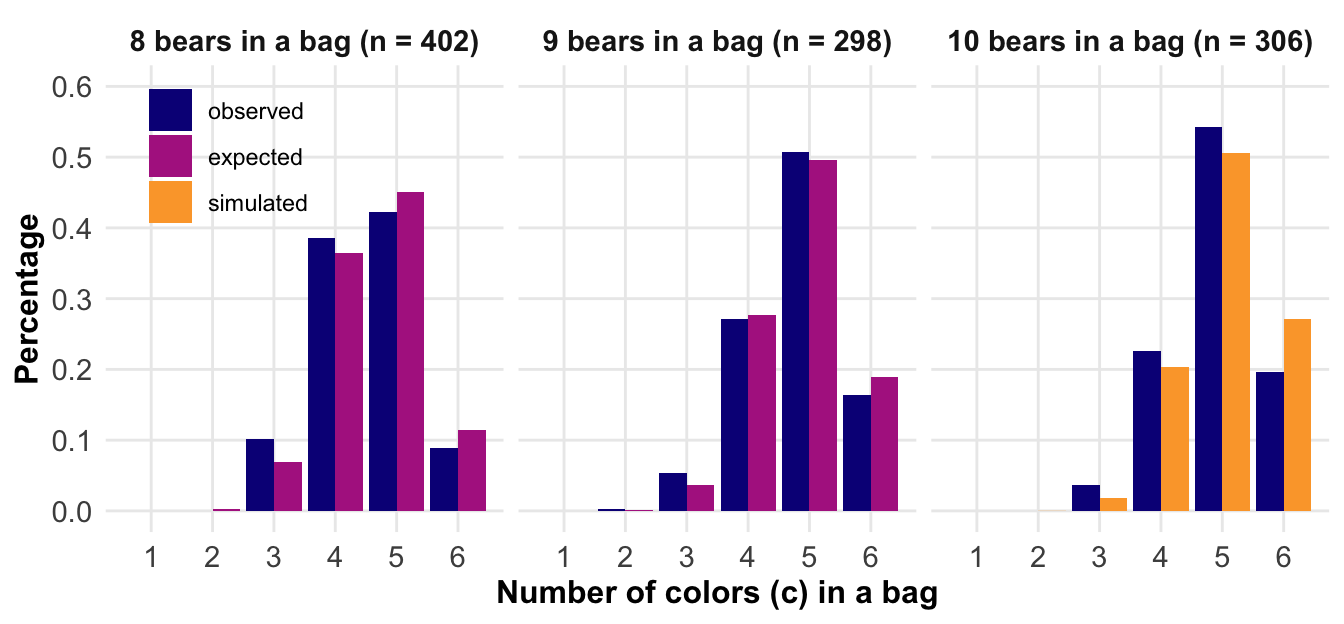 8 bears in a bag (n = 402)
9 bears in a bag (n = 298)
10 bears in a bag (n = 306)
observed
expected
simulated
Percentage
0.6
0.5
0.4
0.3
0.2
0.1
0.0
1 2 3 4 5 6
1 2 3 4 5 6
1 2 3 4 5 6
Number of colors (c) in a bag